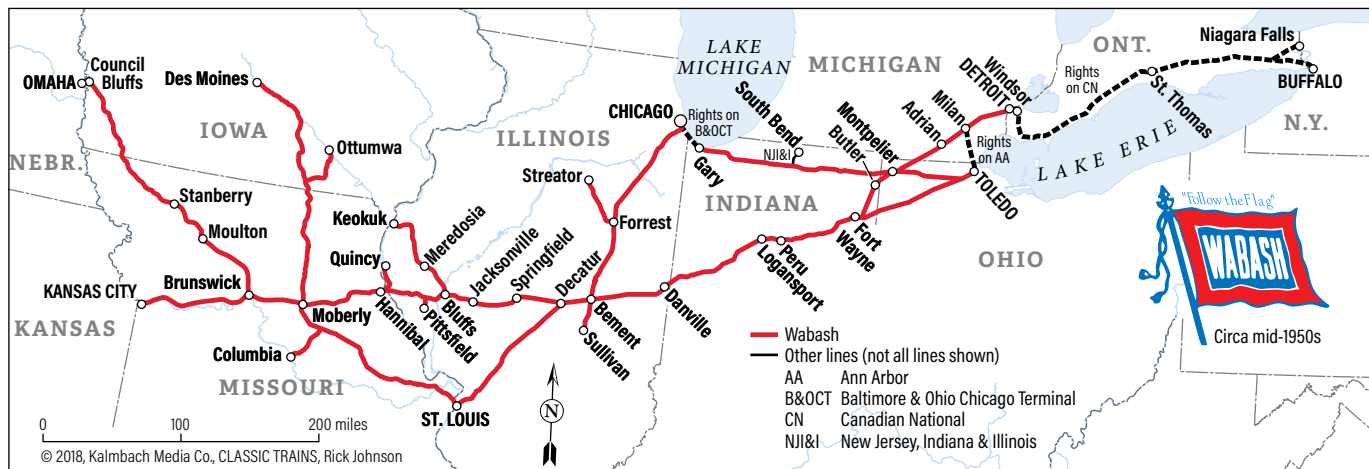 LAKE
MICHIGAN
MICHIGAN
ONT.
Niagara Falls
BUFFALO
N.Y.
Council
Bluffs
OMAHA
Des Moines
IOWA
Ottumwa
NEBR.
ILLINOIS
CHICAGO
Rights on
B&OCT
Gary
South Bend
NJI&I
Montpelier
Butler
Adrian
Milan
Windsor
DETROIT
Rights
on CN
St. Thomas
Rights
on AA
LAKE ERIE
TOLEDO
Streator
Stanberry
Moulton
Keokuk
Meredosia
Forrest
INDIANA
Fort
Wayne
OHIO
Quincy
Jacksonville
Springfield
Decatur
Peru
Logansport
KANSAS CITY
Brunswick
Moberly
Hannibal
Pittsfield
Bluffs
Bement
Danville
KANSAS
Columbia
Sullivan
MISSOURI
ST. LOUIS
"Follow the Flag"
WABASH
Circa mid-1950s
Wabash
Other lines (not all lines shown)
AA Ann Arbor
B&OCT Baltimore & Ohio Chicago Terminal
CN Canadian National
NJI&I New Jersey, Indiana & Illinois
N
0 100 200 miles
© 2018, Kalmbach Media Co., CLASSIC TRAINS, Rick Johnson